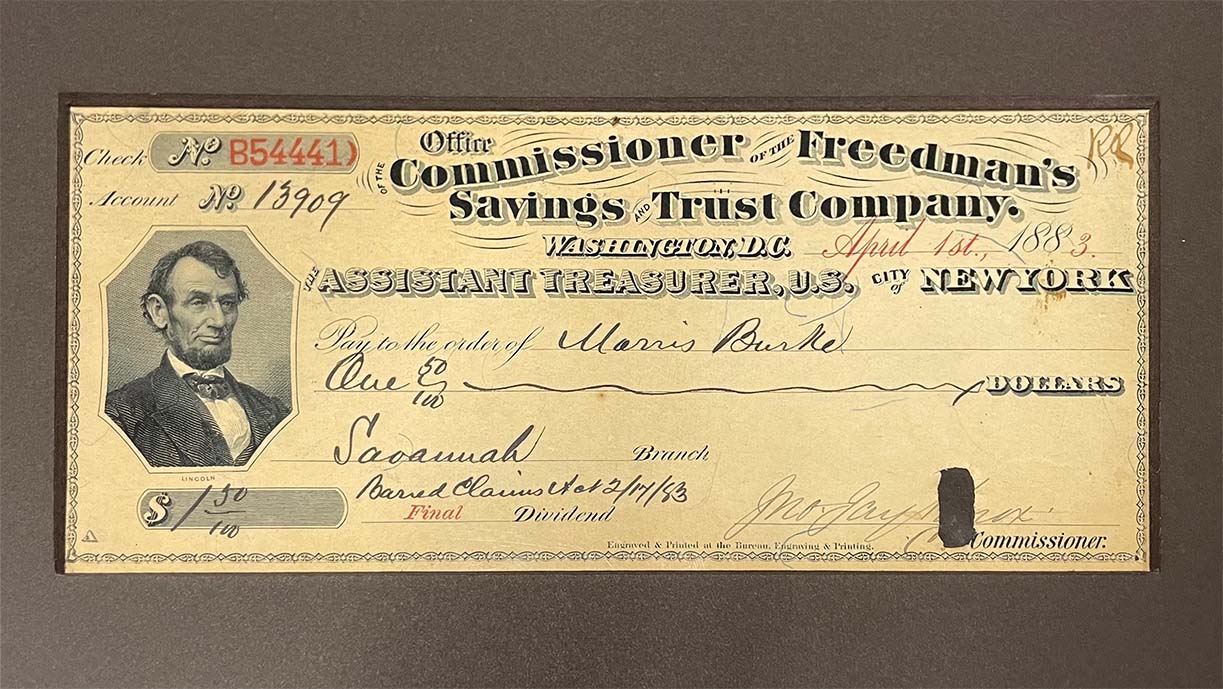 Check No. B54441)
Account No. 13909
Office
OF THE Commissioner OF THE Freedman's
Savings AND Trust Company.
WASHINGTON, D.C. April 1st., 1883.
THE ASSISTANT TREASURER, U.S. CITY of NEW YORK
Pay to the order of Morris Burke
One 50/100 DOLLARS
LINCOLN
Savannah Branch
Barred Claims Act 2/17/83
$ 1 50/100
Final Dividend
Jno. Jay Knox
Engraved & Printed at the Bureau, Engraving & Printing.
Commissioner.